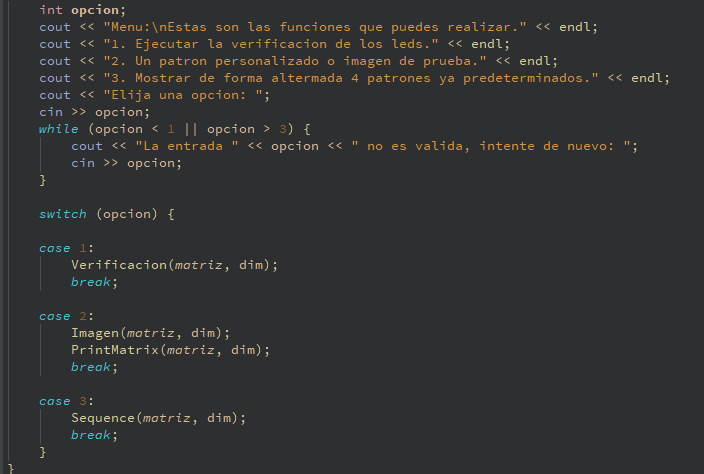 int opcion;
cout << "Menu:\nEstas son las funciones que puedes realizar." << endl;
cout << "1. Ejecutar la verificacion de los leds." << endl;
cout << "2. Un patron personalizado o imagen de prueba." << endl;
cout << "3. Mostrar de forma altermada 4 patrones ya predeterminados." << endl;
cout << "Elija una opcion: ";
cin >> opcion;
while (opcion < 1 || opcion > 3) {
cout << "La entrada " << opcion << " no es valida, intente de nuevo: ";
cin >> opcion;
}
switch (opcion) {
case 1:
Verificacion(matriz, dim);
break;
case 2:
Imagen(matriz, dim);
PrintMatrix(matriz, dim);
break;
case 3:
Sequence(matriz, dim);
break;
}
}